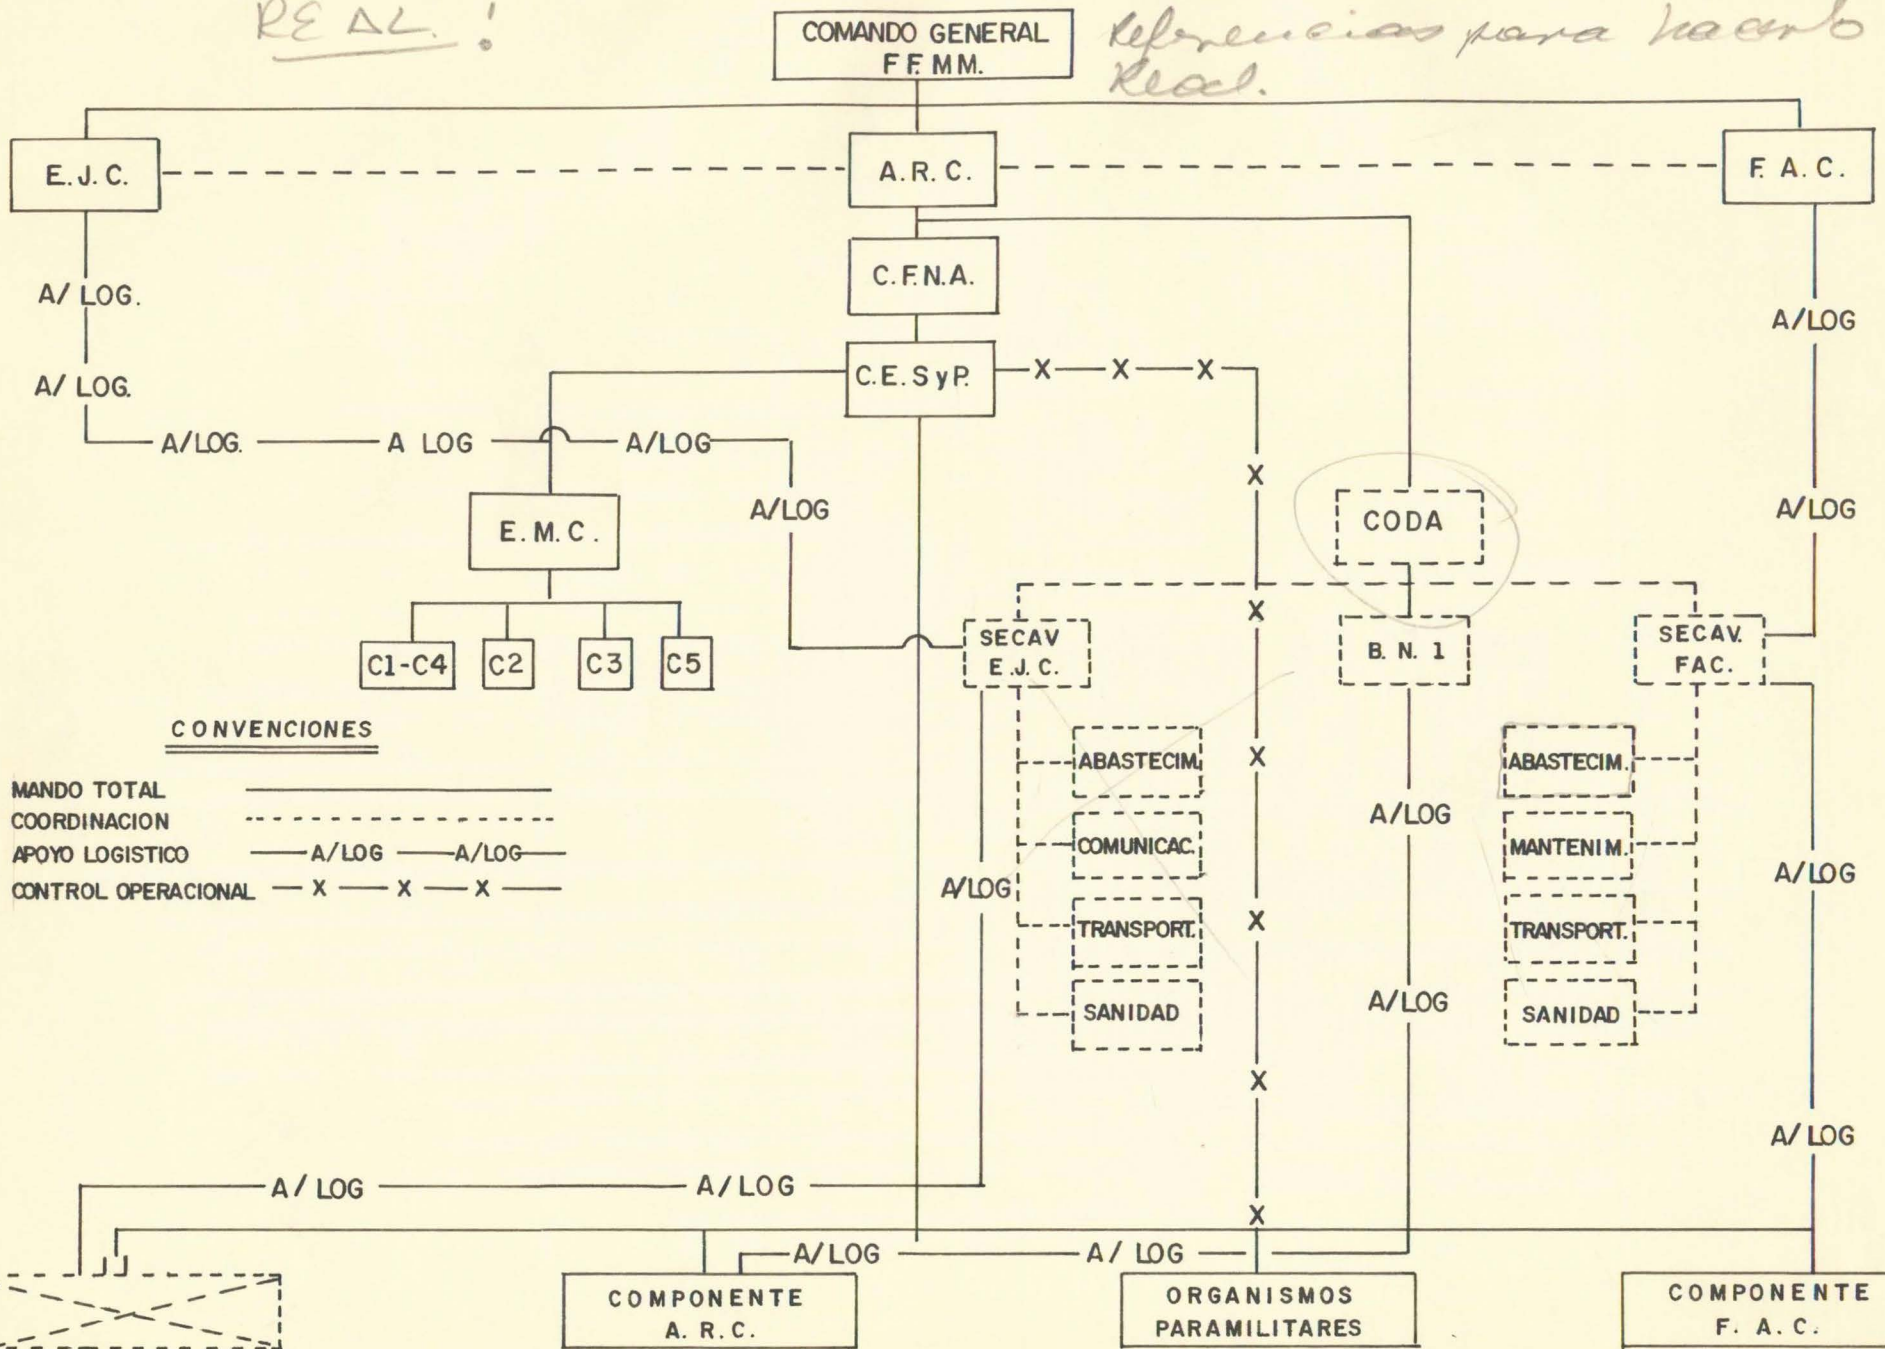 REAL !
Referencias para hacerlo
Real.
COMANDO GENERAL
F F. M M.
E. J. C.
A. R. C.
F. A. C.
C. F. N. A.
A/ LOG.
A/LOG
A/ LOG.
C. E. S y P.
X X X
A/LOG. A LOG A/LOG
X
A/LOG
A/LOG
E. M. C.
CODA
X
SECAV
E. J. C.
B. N. 1
SECAV.
FAC.
C1-C4 C2 C3 C5
CONVENCIONES
MANDO TOTAL
COORDINACION
APOYO LOGISTICO A/LOG A/LOG
CONTROL OPERACIONAL X X X
ABASTECIM.
COMUNICAC.
TRANSPORT.
SANIDAD
A/LOG
X
X
X
X
A/LOG
A/LOG
ABASTECIM.
MANTENIM.
TRANSPORT.
SANIDAD
A/LOG
A/LOG
A/ LOG A/ LOG
A/LOG A/ LOG
COMPONENTE
A. R. C.
ORGANISMOS
PARAMILITARES
COMPONENTE
F. A. C.